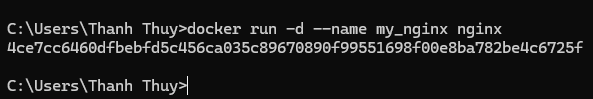 C:\Users\Thanh Thuy>docker run -d --name my_nginx nginx
4ce7cc6460dfbebfd5c456ca035c89670890f99551698f00e8ba782be4c6725f
C:\Users\Thanh Thuy>